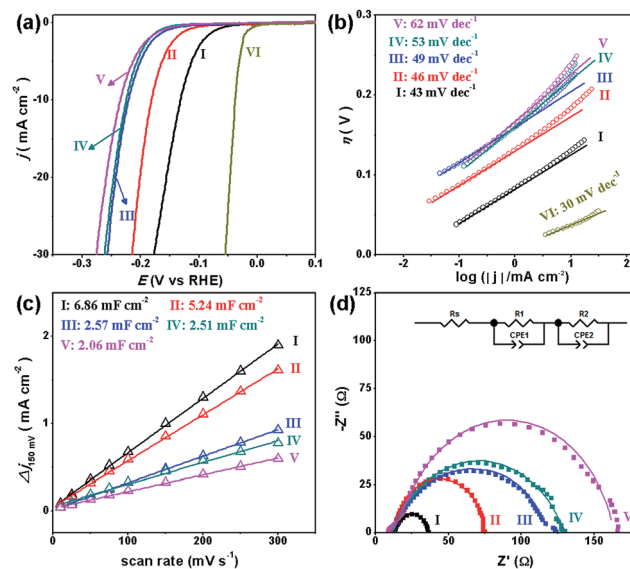 (a)
I
II
III
IV
V
VI
0
-10
-20
-30
-0.3
-0.2
-0.1
0.0
0.1
j (mA cm-2)
E (V vs RHE)
(b)
V: 62 mV dec-1
IV: 53 mV dec-1
III: 49 mV dec-1
II: 46 mV dec-1
I: 43 mV dec-1
V
IV
III
II
I
VI: 30 mV dec-1
0.3
0.2
0.1
0.0
-2
-1
0
1
2
η (V)
log (|j|/mA cm-2)
(c)
I: 6.86 mF cm-2 II: 5.24 mF cm-2
III: 2.57 mF cm-2 IV: 2.51 mF cm-2
V: 2.06 mF cm-2
I
II
III
IV
V
2
1
0
0 100 200 300
Δj150 mV (mA cm-2)
scan rate (mV s-1)
(d)
Rs R1 R2
CPE1 CPE2
I
II
III
IV
V
100
50
0
0 50 100 150
-Z'' (Ω)
Z' (Ω)